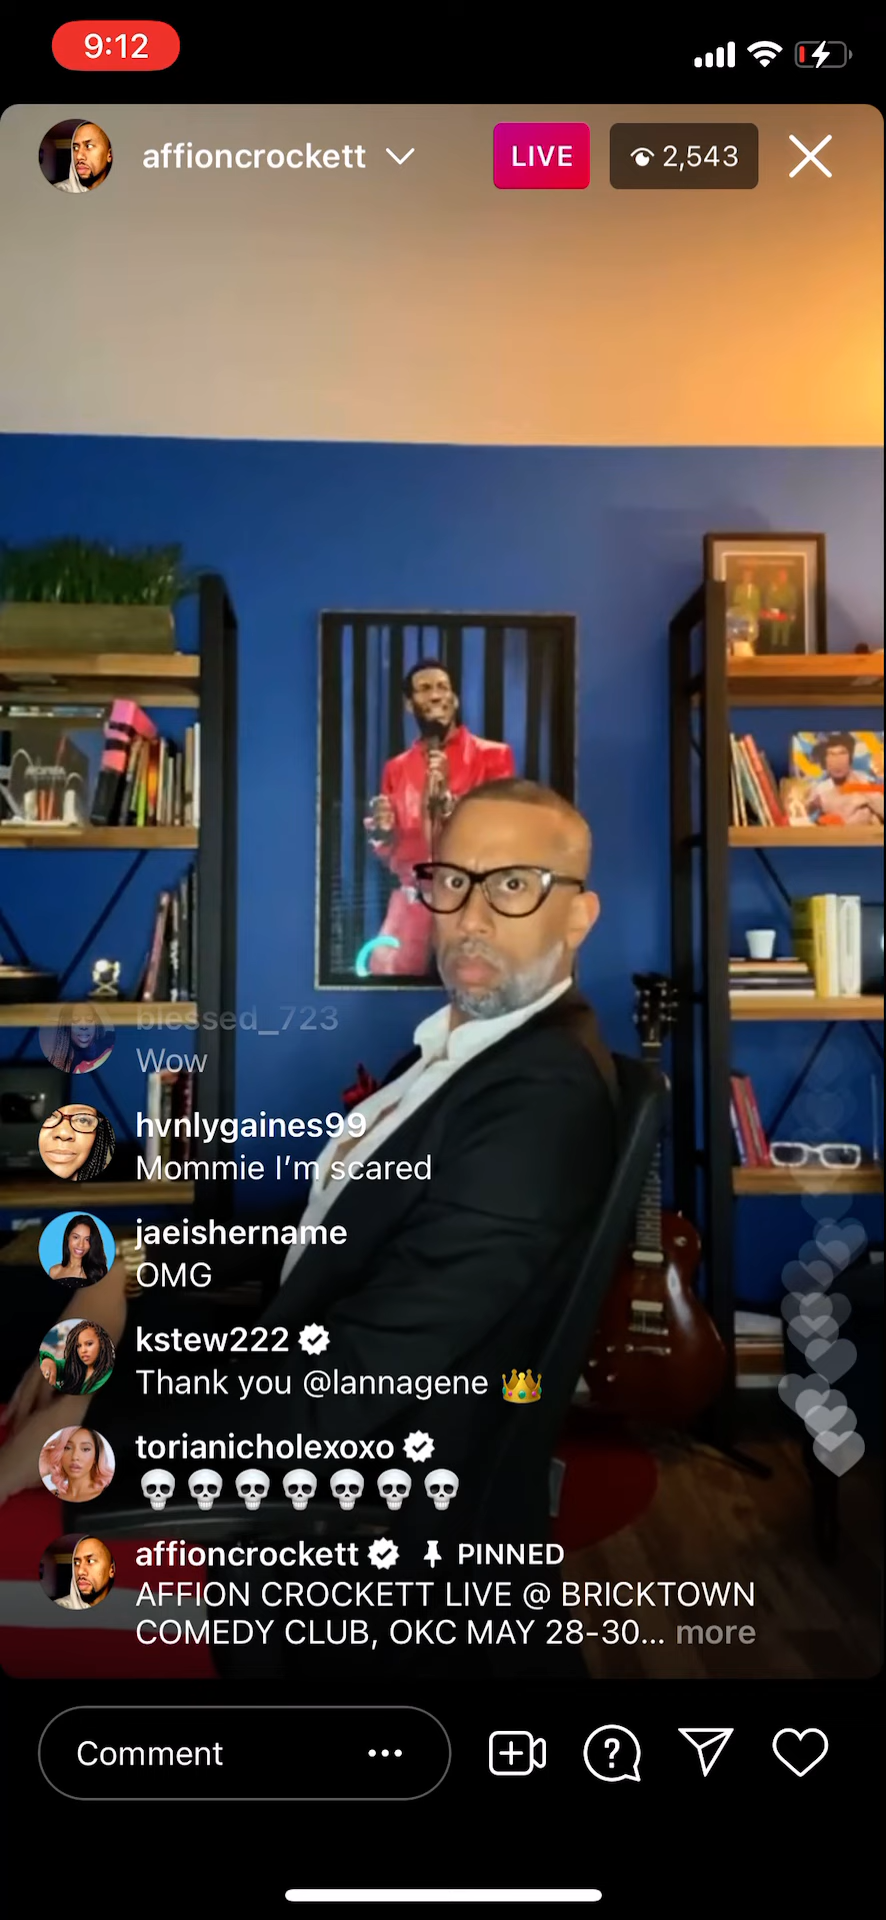 9:12
affioncrockett
LIVE
2,543
blessed_723
Wow
hvnlygaines99
Mommie I'm scared
jaeishername
OMG
kstew222
Thank you @lannagene 👑
torianicholexoxo
💀💀💀💀💀💀💀
affioncrockett PINNED
AFFION CROCKETT LIVE @ BRICKTOWN
COMEDY CLUB, OKC MAY 28-30... more
Comment